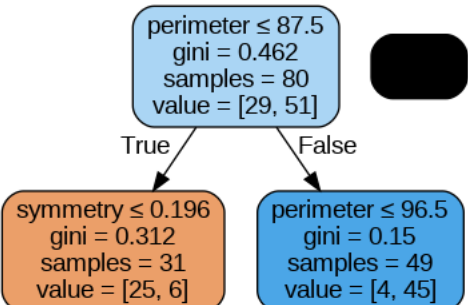 perimeter ≤ 87.5
gini = 0.462
samples = 80
value = [29, 51]
True
False
symmetry ≤ 0.196
gini = 0.312
samples = 31
value = [25, 6]
perimeter ≤ 96.5
gini = 0.15
samples = 49
value = [4, 45]